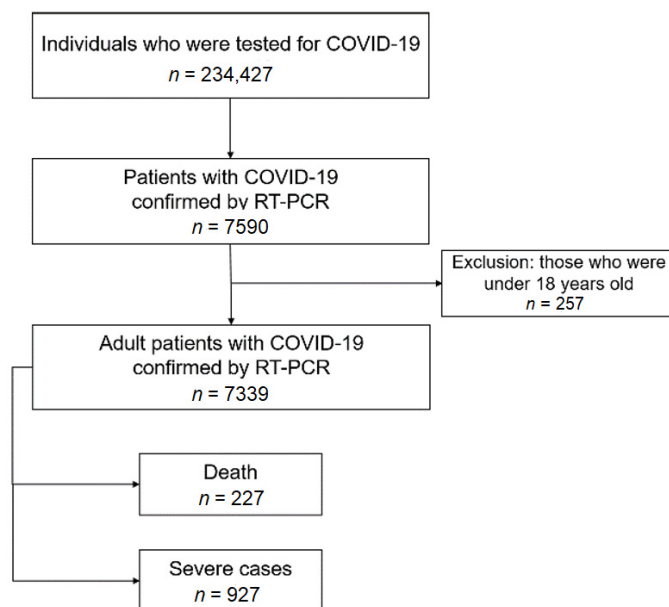 Individuals who were tested for COVID-19
n = 234,427
Patients with COVID-19
confirmed by RT-PCR
n = 7590
Exclusion: those who were
under 18 years old
n = 257
Adult patients with COVID-19
confirmed by RT-PCR
n = 7339
Death
n = 227
Severe cases
n = 927